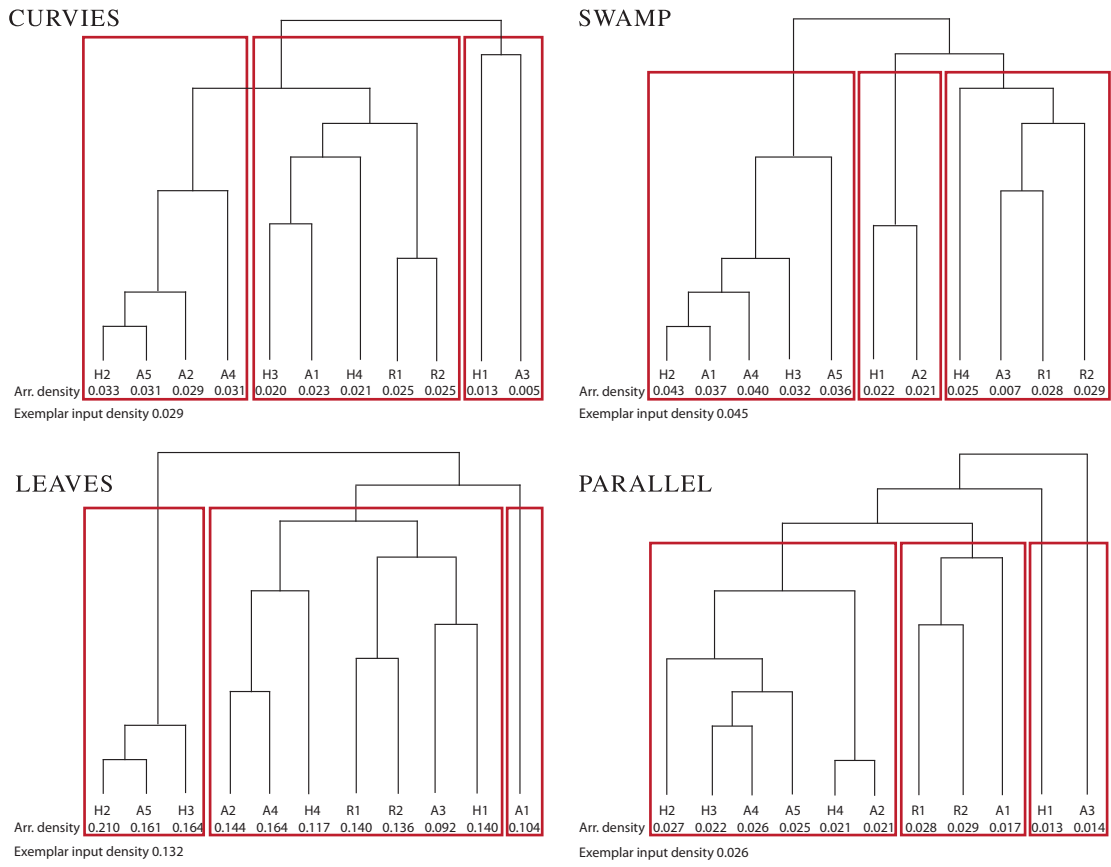 CURVIES
H2 A5 A2 A4 H3 A1 H4 R1 R2 H1 A3
Arr. density 0.033 0.031 0.029 0.031 0.020 0.023 0.021 0.025 0.025 0.013 0.005
Exemplar input density 0.029
SWAMP
H2 A1 A4 H3 A5 H1 A2 H4 A3 R1 R2
Arr. density 0.043 0.037 0.040 0.032 0.036 0.022 0.021 0.025 0.007 0.028 0.029
Exemplar input density 0.045
LEAVES
H2 A5 H3 A2 A4 H4 R1 R2 A3 H1 A1
Arr. density 0.210 0.161 0.164 0.144 0.164 0.117 0.140 0.136 0.092 0.140 0.104
Exemplar input density 0.132
PARALLEL
H2 H3 A4 A5 H4 A2 R1 R2 A1 H1 A3
Arr. density 0.027 0.022 0.026 0.025 0.021 0.021 0.028 0.029 0.017 0.013 0.014
Exemplar input density 0.026